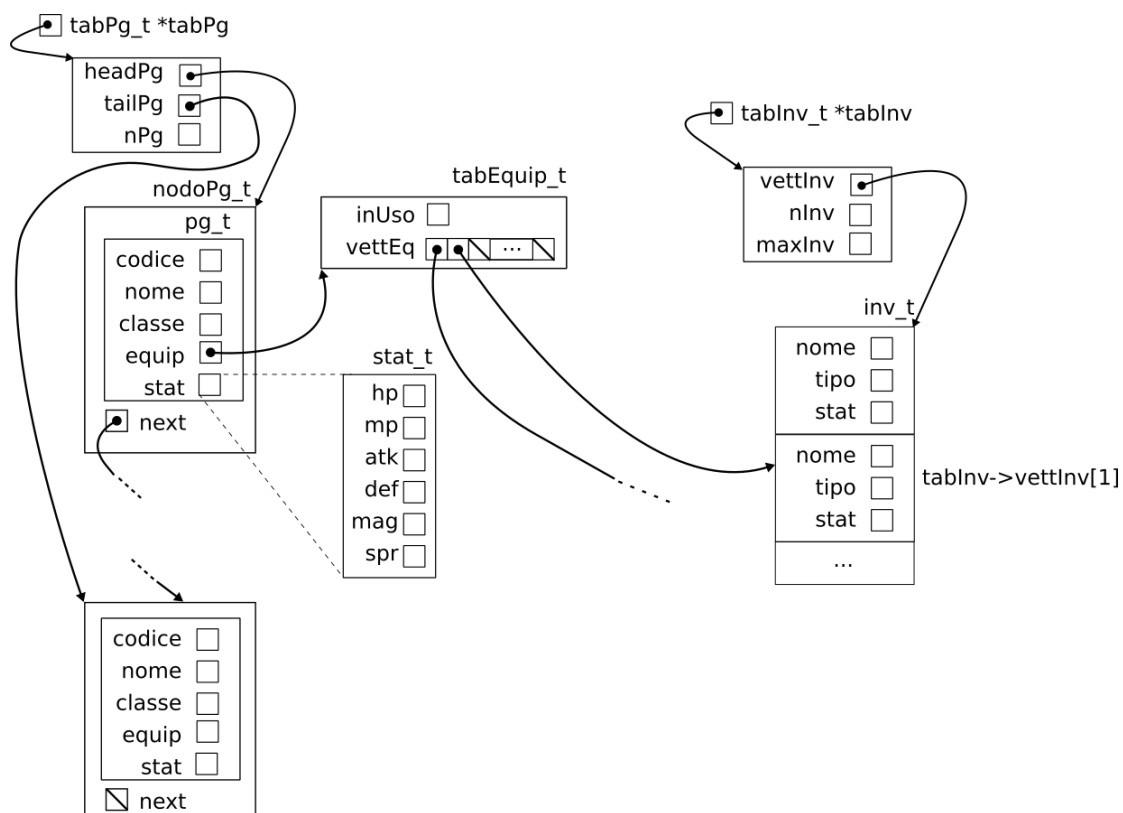 tabPg_t *tabPg
headPg
tailPg
nPg
nodoPg_t
pg_t
codice
nome
classe
equip
stat
next
tabEquip_t
inUso
vettEq
...
stat_t
hp
mp
atk
def
mag
spr
tabInv_t *tabInv
vettInv
nInv
maxInv
inv_t
nome
tipo
stat
nome
tipo
stat
tabInv->vettInv[1]
...
codice
nome
classe
equip
stat
next